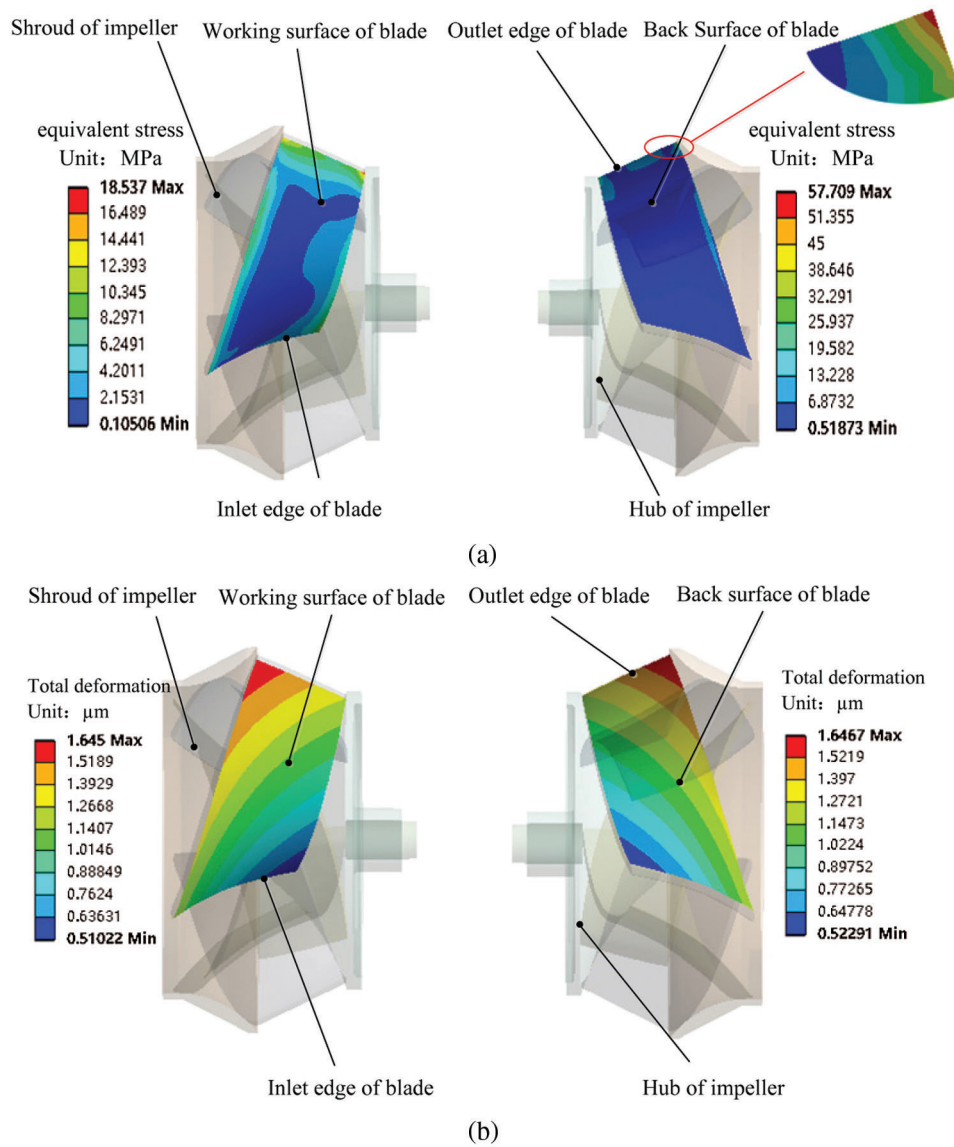 Shroud of impeller
Working surface of blade
Outlet edge of blade
Back Surface of blade
equivalent stress
Unit： MPa
18.537 Max
16.489
14.441
12.393
10.345
8.2971
6.2491
4.2011
2.1531
0.10506 Min
equivalent stress
Unit： MPa
57.709 Max
51.355
45
38.646
32.291
25.937
19.582
13.228
6.8732
0.51873 Min
Inlet edge of blade
Hub of impeller
(a)
Shroud of impeller
Working surface of blade
Outlet edge of blade
Back surface of blade
Total deformation
Unit： μm
1.645 Max
1.5189
1.3929
1.2668
1.1407
1.0146
0.88849
0.7624
0.63631
0.51022 Min
Total deformation
Unit： μm
1.6467 Max
1.5219
1.397
1.2721
1.1473
1.0224
0.89752
0.77265
0.64778
0.52291 Min
Inlet edge of blade
Hub of impeller
(b)